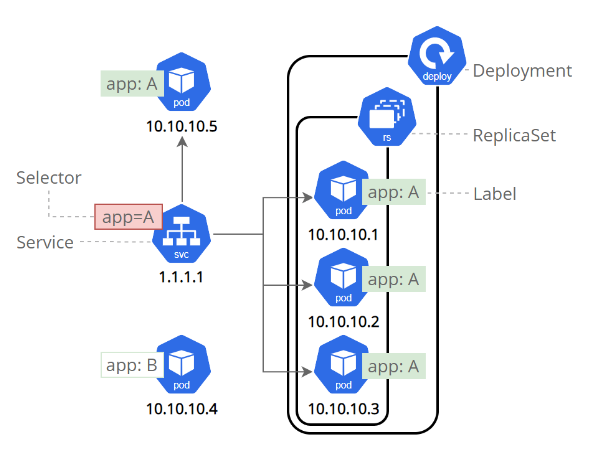 deploy
Deployment
app: A
pod
10.10.10.5
rs
ReplicaSet
Selector
app=A
Service
svc
1.1.1.1
pod
app: A
Label
10.10.10.1
pod
app: A
10.10.10.2
app: B
pod
10.10.10.4
pod
app: A
10.10.10.3